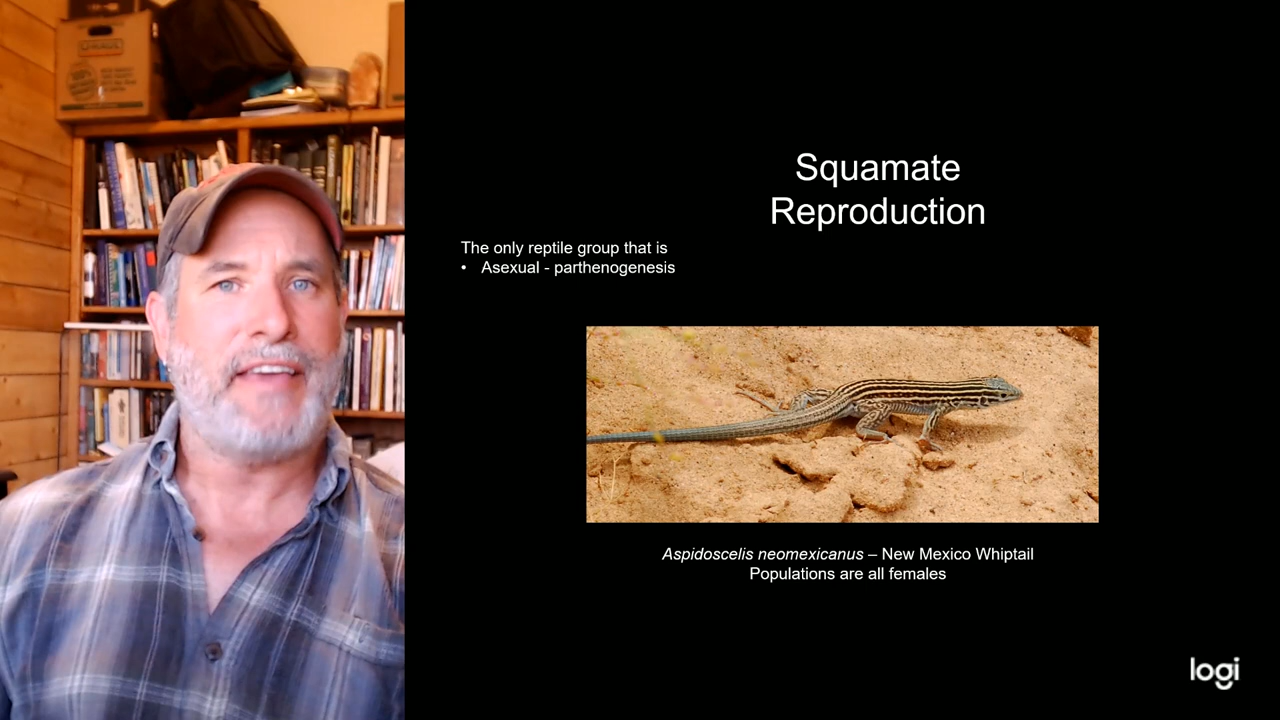 U-HAUL
Squamate
Reproduction
The only reptile group that is
• Asexual - parthenogenesis
Aspidoscelis neomexicanus – New Mexico Whiptail
Populations are all females
logi